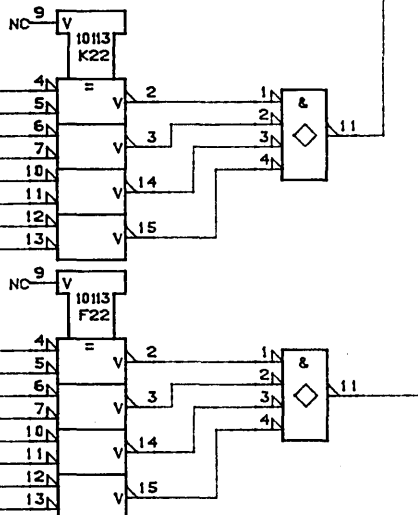 9
NC V
10113
K22
4 = 2 1 &
5 V 2
6 3 3 11
7 V 4
10 14
11 V
12 15
13 V
9
NC V
10113
F22
4 = 2 1 &
5 V 2
6 3 3 11
7 V 4
10 14
11 V
12 15
13 V